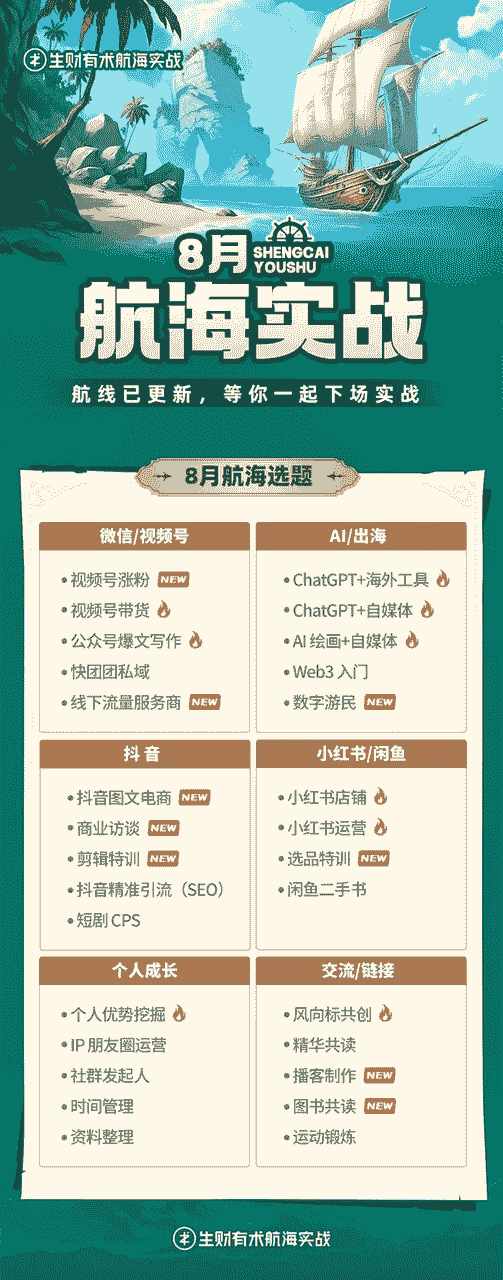 生财有术航海实战
8月
SHENGCAI
YOUSHU
航海实战
航线已更新，等你一起下场实战
8月航海选题
微信/视频号
视频号涨粉 NEW
视频号带货
公众号爆文写作
快团团私域
线下流量服务商 NEW
AI/出海
ChatGPT+海外工具
ChatGPT+自媒体
AI 绘画+自媒体
Web3 入门
数字游民 NEW
抖音
抖音图文电商 NEW
商业访谈 NEW
剪辑特训 NEW
抖音精准引流（SEO）
短剧 CPS
小红书/闲鱼
小红书店铺
小红书运营
选品特训 NEW
闲鱼二手书
个人成长
个人优势挖掘
IP 朋友圈运营
社群发起人
时间管理
资料整理
交流/链接
风向标共创
精华共读
播客制作 NEW
图书共读 NEW
运动锻炼
生财有术航海实战